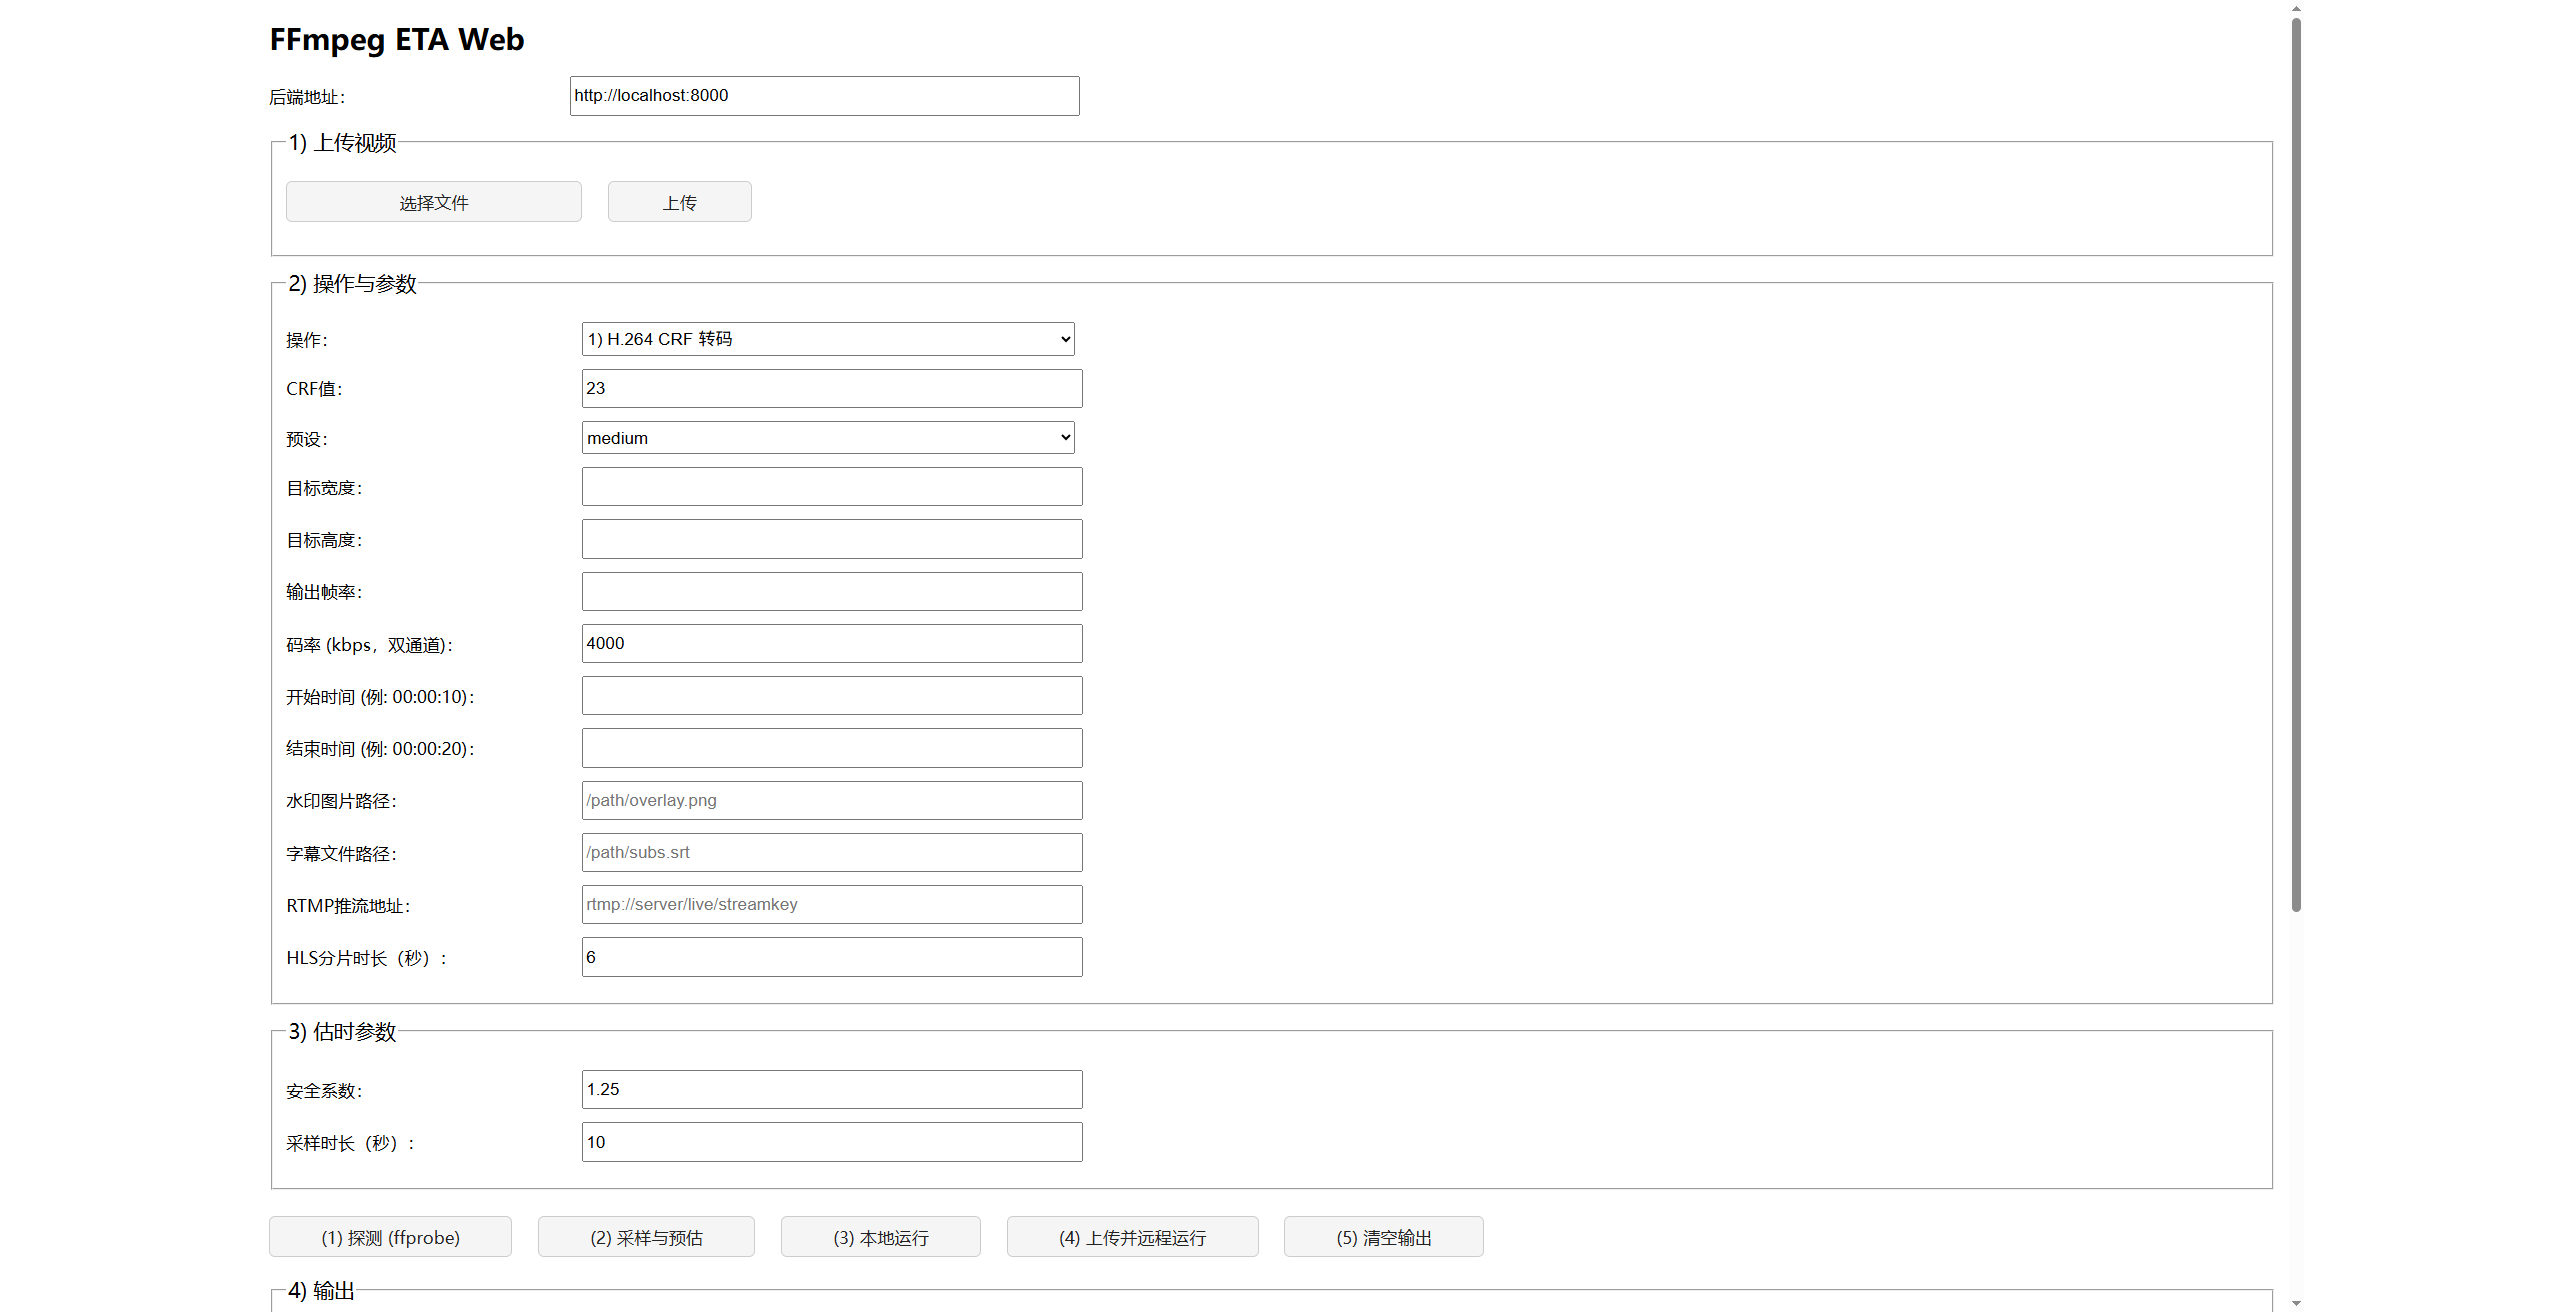 FFmpeg ETA Web
后端地址： http://localhost:8000
1) 上传视频
选择文件 上传
2) 操作与参数
操作： 1) H.264 CRF 转码
CRF值： 23
预设： medium
目标宽度：
目标高度：
输出帧率：
码率 (kbps，双通道)： 4000
开始时间 (例: 00:00:10)：
结束时间 (例: 00:00:20)：
水印图片路径： /path/overlay.png
字幕文件路径： /path/subs.srt
RTMP推流地址： rtmp://server/live/streamkey
HLS分片时长（秒）： 6
3) 估时参数
安全系数： 1.25
采样时长（秒）： 10
(1) 探测 (ffprobe) (2) 采样与预估 (3) 本地运行 (4) 上传并远程运行 (5) 清空输出
4) 输出